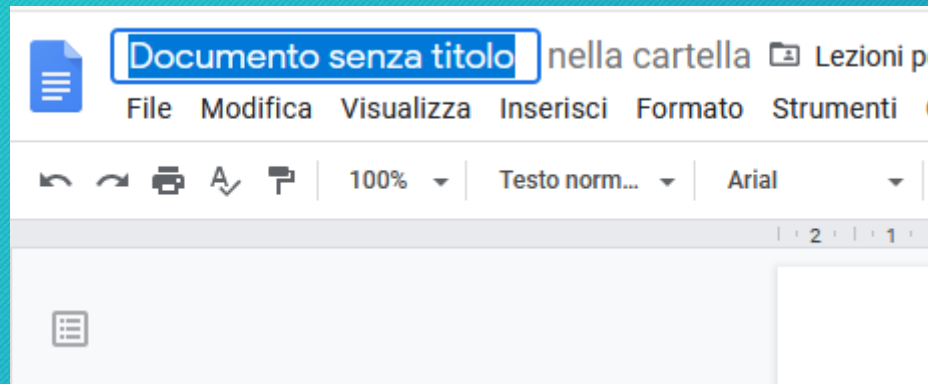 Documento senza titolo nella cartella Lezioni
File Modifica Visualizza Inserisci Formato Strumenti
100% Testo norm... Arial
2 1